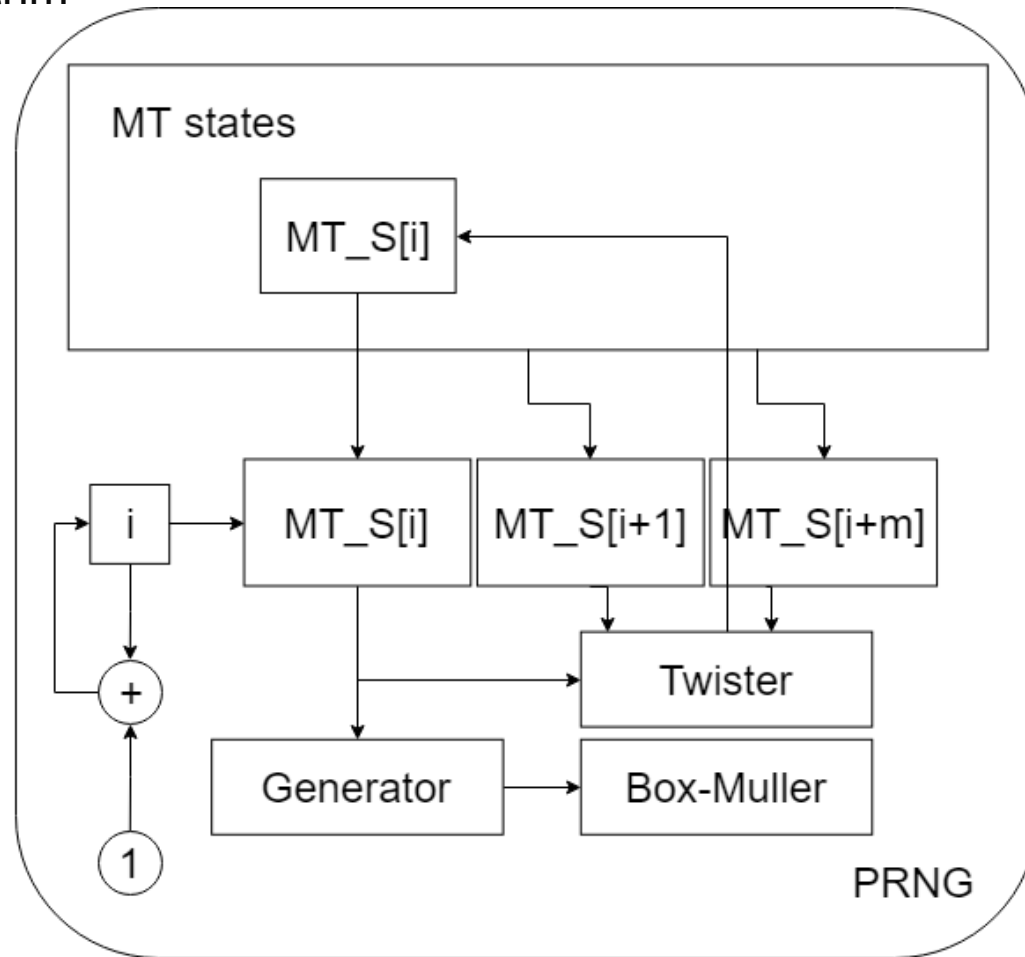 MT states
MT_S[i]
i
MT_S[i]
MT_S[i+1]
MT_S[i+m]
+
Twister
Generator
Box-Muller
1
PRNG